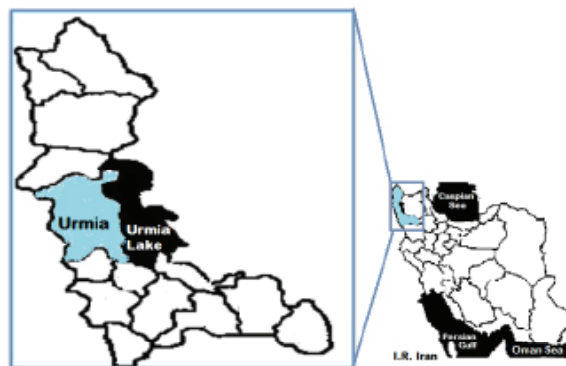 Urmia
Urmia
Lake
Caspian
Sea
Persian
Gulf
Oman Sea
I.R. Iran